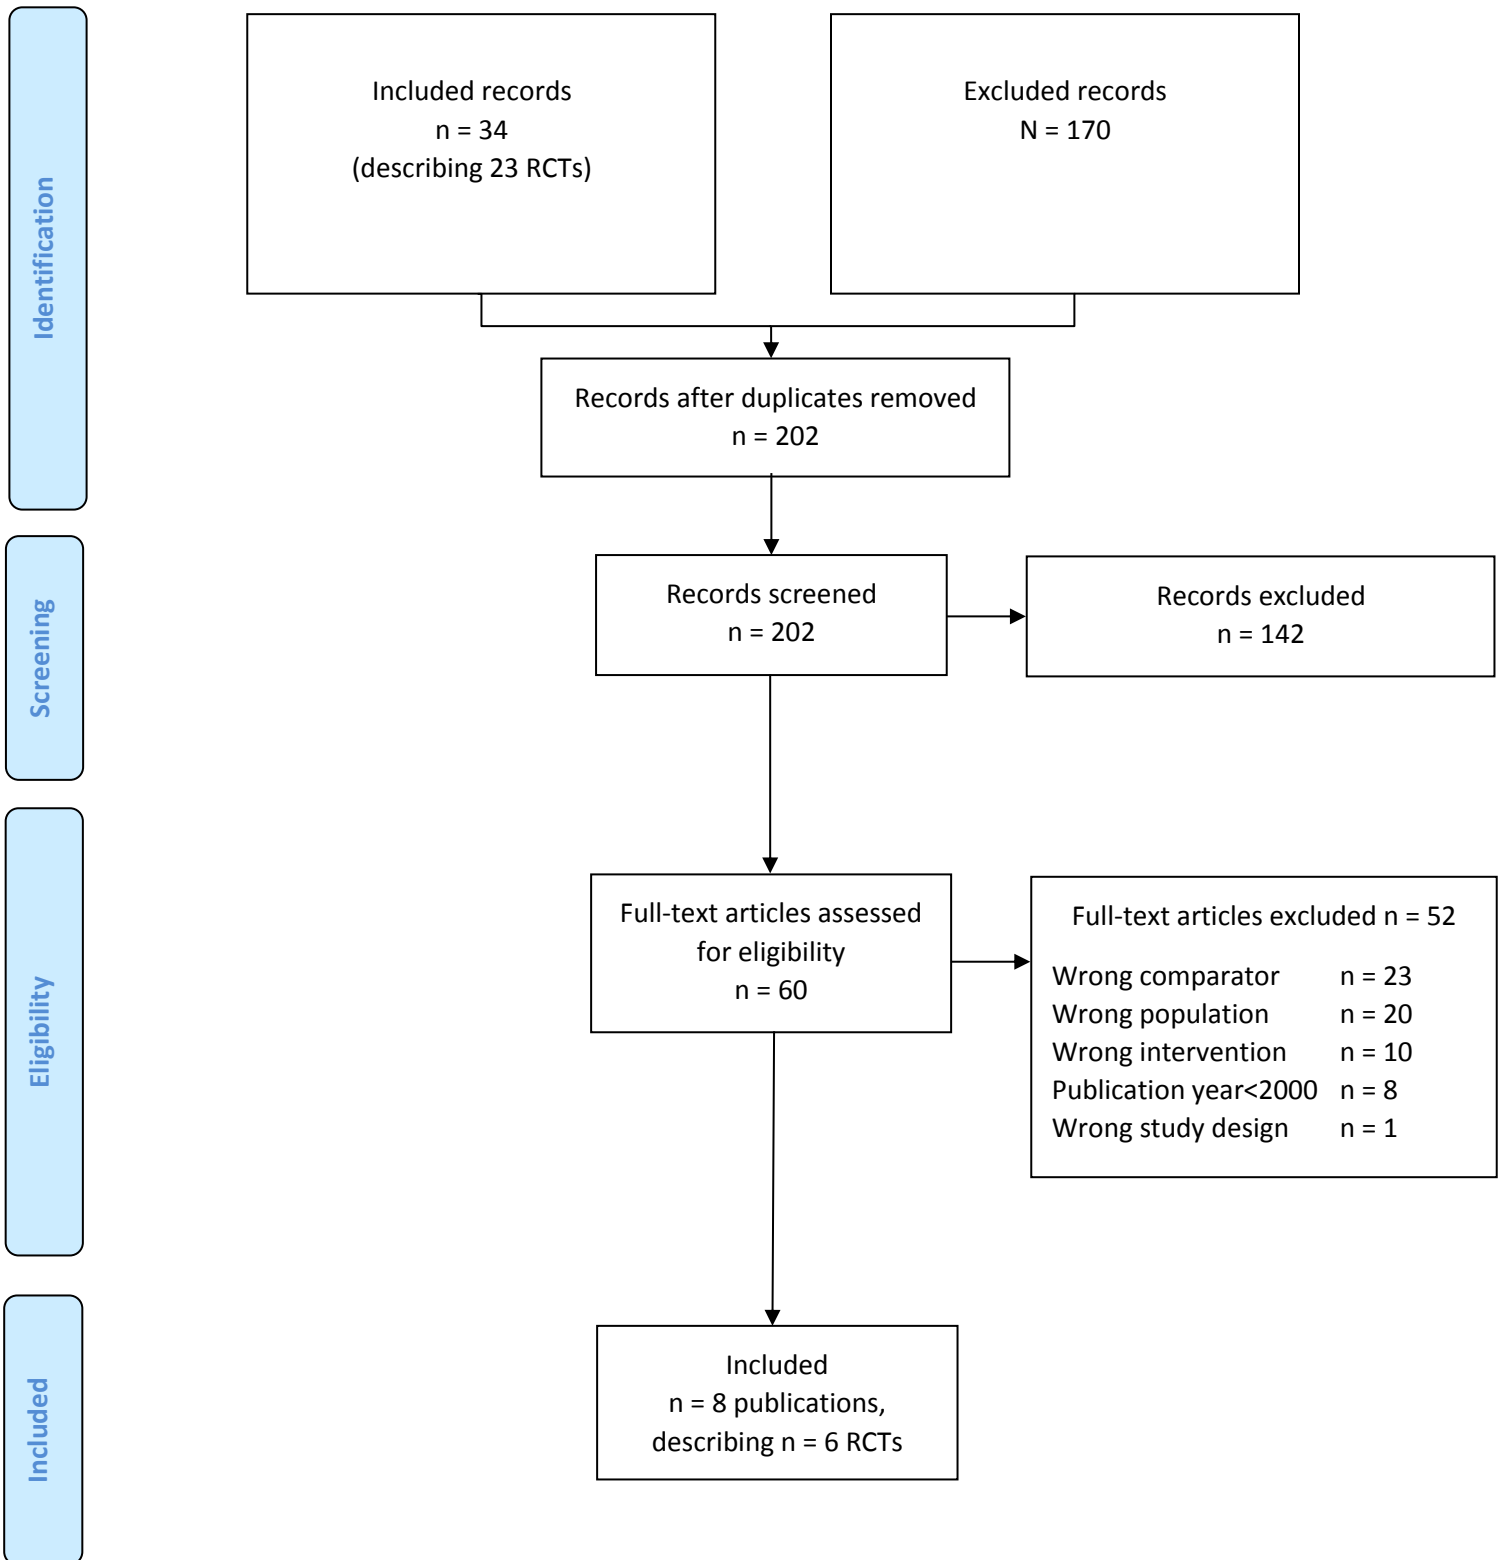 Identification
Included records
n = 34
(describing 23 RCTs)
Excluded records
N = 170
Records after duplicates removed
n = 202
Screening
Records screened
n = 202
Records excluded
n = 142
Eligibility
Full-text articles assessed
for eligibility
n = 60
Full-text articles excluded n = 52
Wrong comparator n = 23
Wrong population n = 20
Wrong intervention n = 10
Publication year<2000 n = 8
Wrong study design n = 1
Included
Included
n = 8 publications,
describing n = 6 RCTs